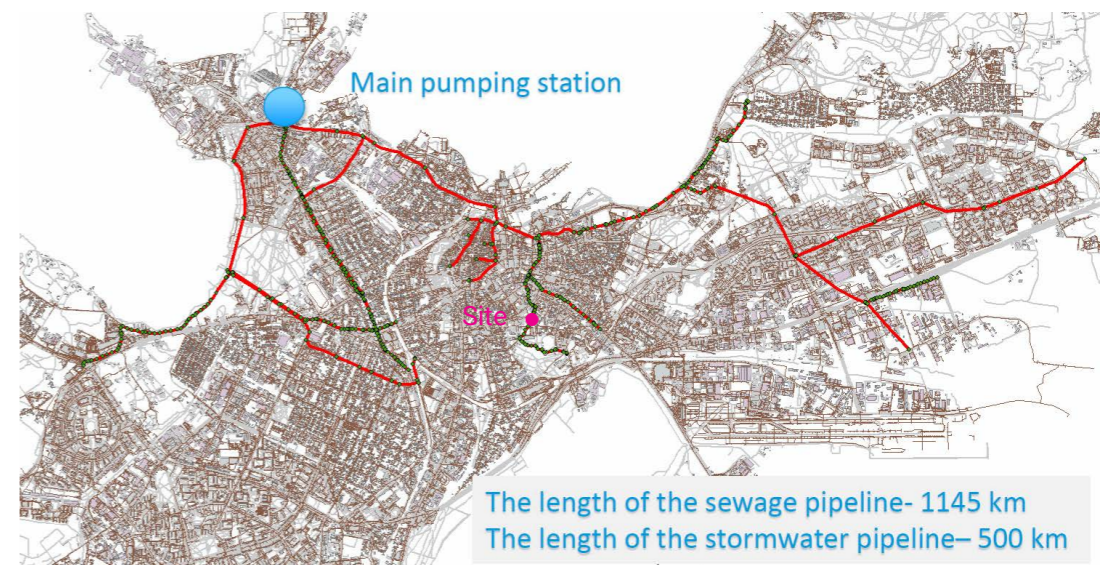 Main pumping station
Site
The length of the sewage pipeline- 1145 km
The length of the stormwater pipeline– 500 km